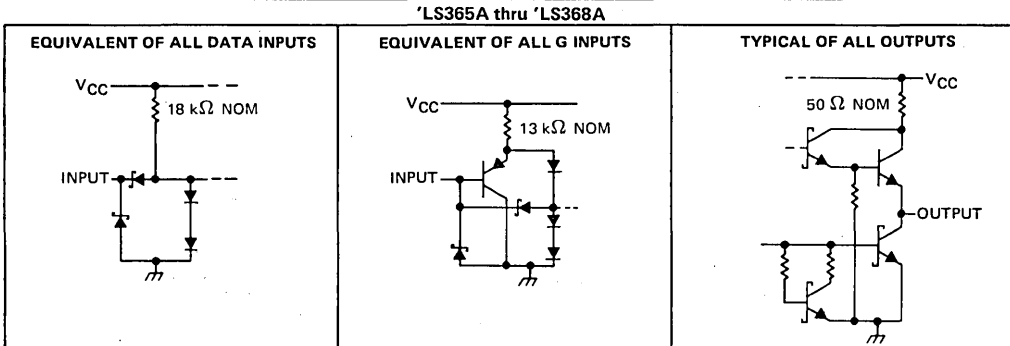 'LS365A thru 'LS368A
EQUIVALENT OF ALL DATA INPUTS
VCC
18 kΩ NOM
INPUT
EQUIVALENT OF ALL G INPUTS
VCC
13 kΩ NOM
INPUT
TYPICAL OF ALL OUTPUTS
VCC
50 Ω NOM
OUTPUT